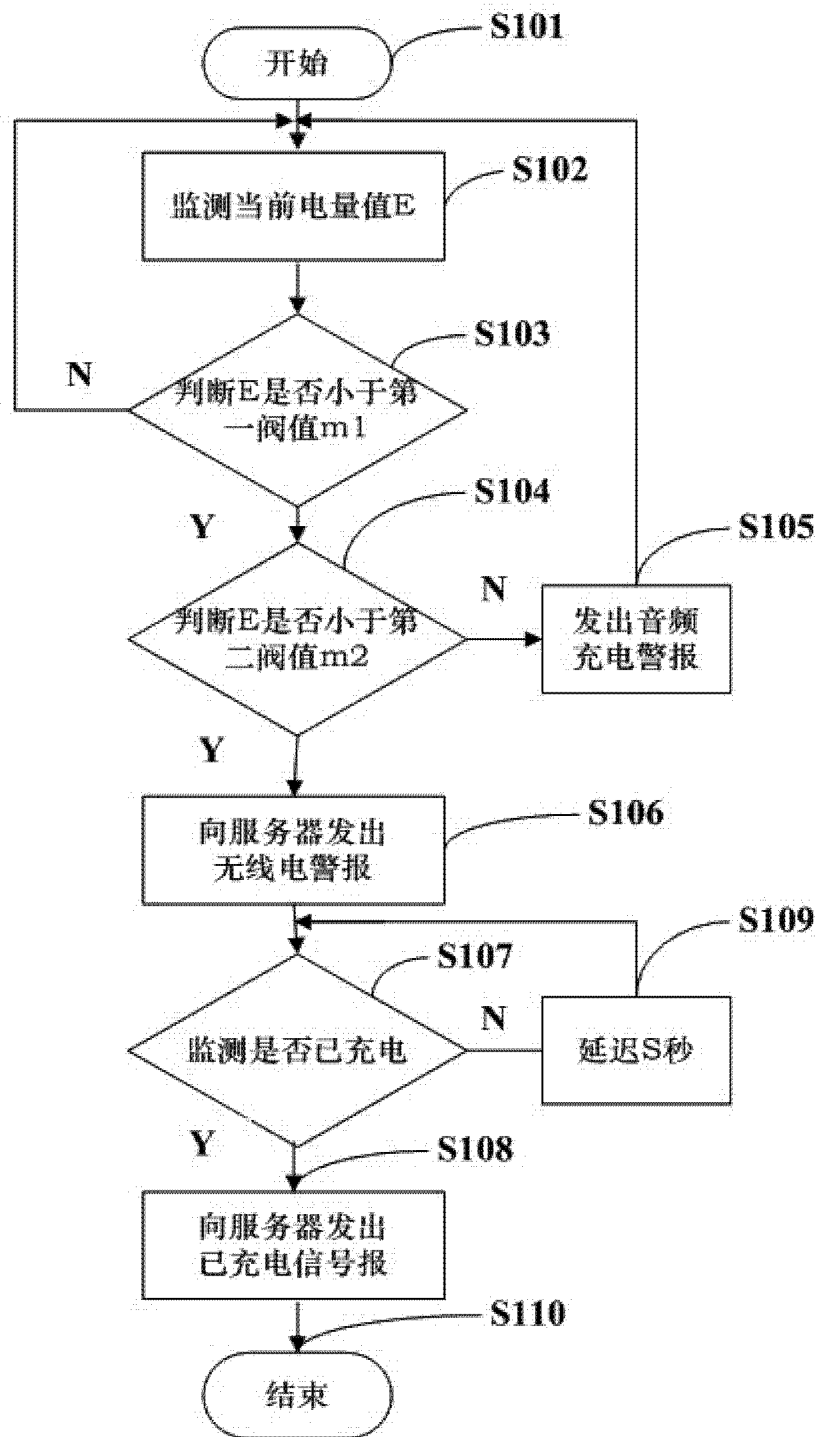 S101
开始
S102
监测当前电量值E
S103
N
判断E是否小于第
一阀值m1
S104
Y
S105
判断E是否小于第
二阀值m2
N
发出音频
充电警报
Y
向服务器发出
无线电警报
S106
S109
S107
监测是否已充电
N
延迟S秒
Y
S108
向服务器发出
已充电信号报
S110
结束